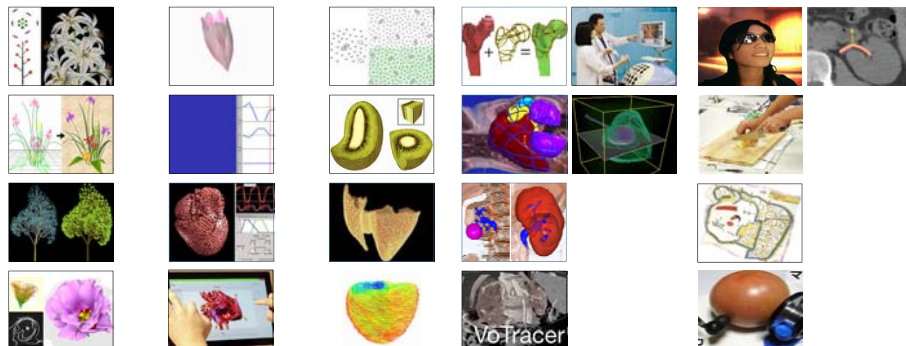 +
=
VoTracer